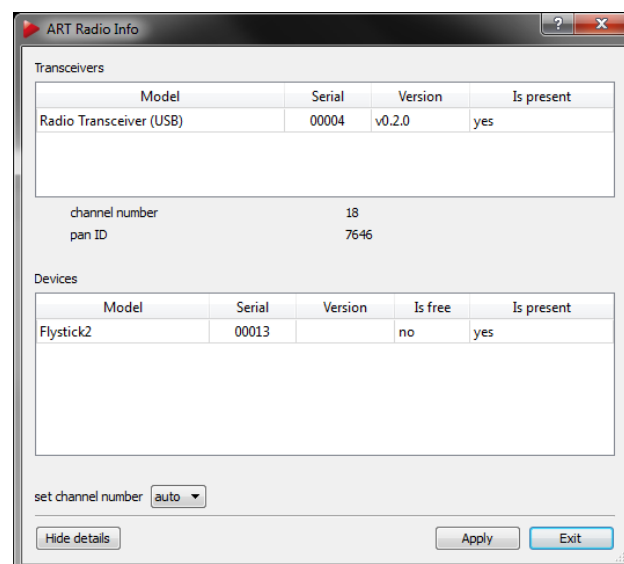 ART Radio Info
Transceivers
Model Serial Version Is present
Radio Transceiver (USB) 00004 v0.2.0 yes
channel number 18
pan ID 7646
Devices
Model Serial Version Is free Is present
Flystick2 00013 no yes
set channel number auto
Hide details Apply Exit